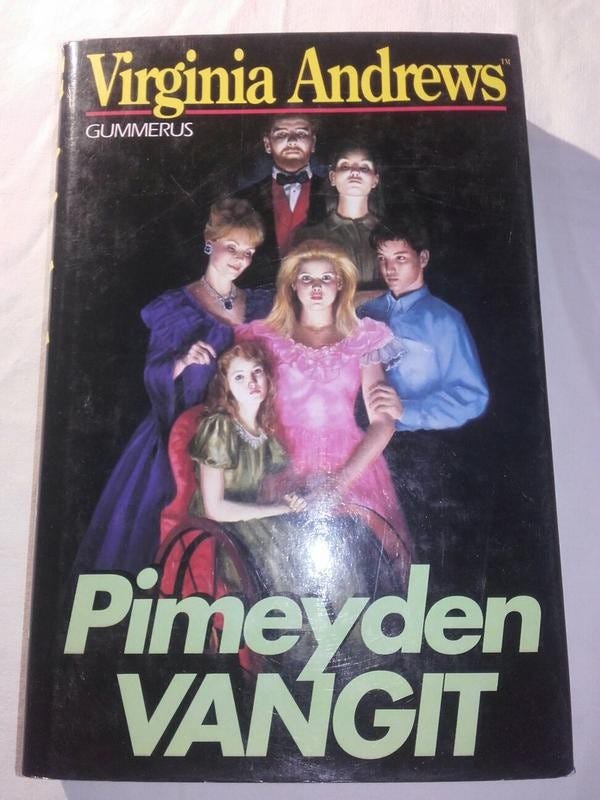 Virginia Andrews™
GUMMERUS
Pimeyden
VANGIT